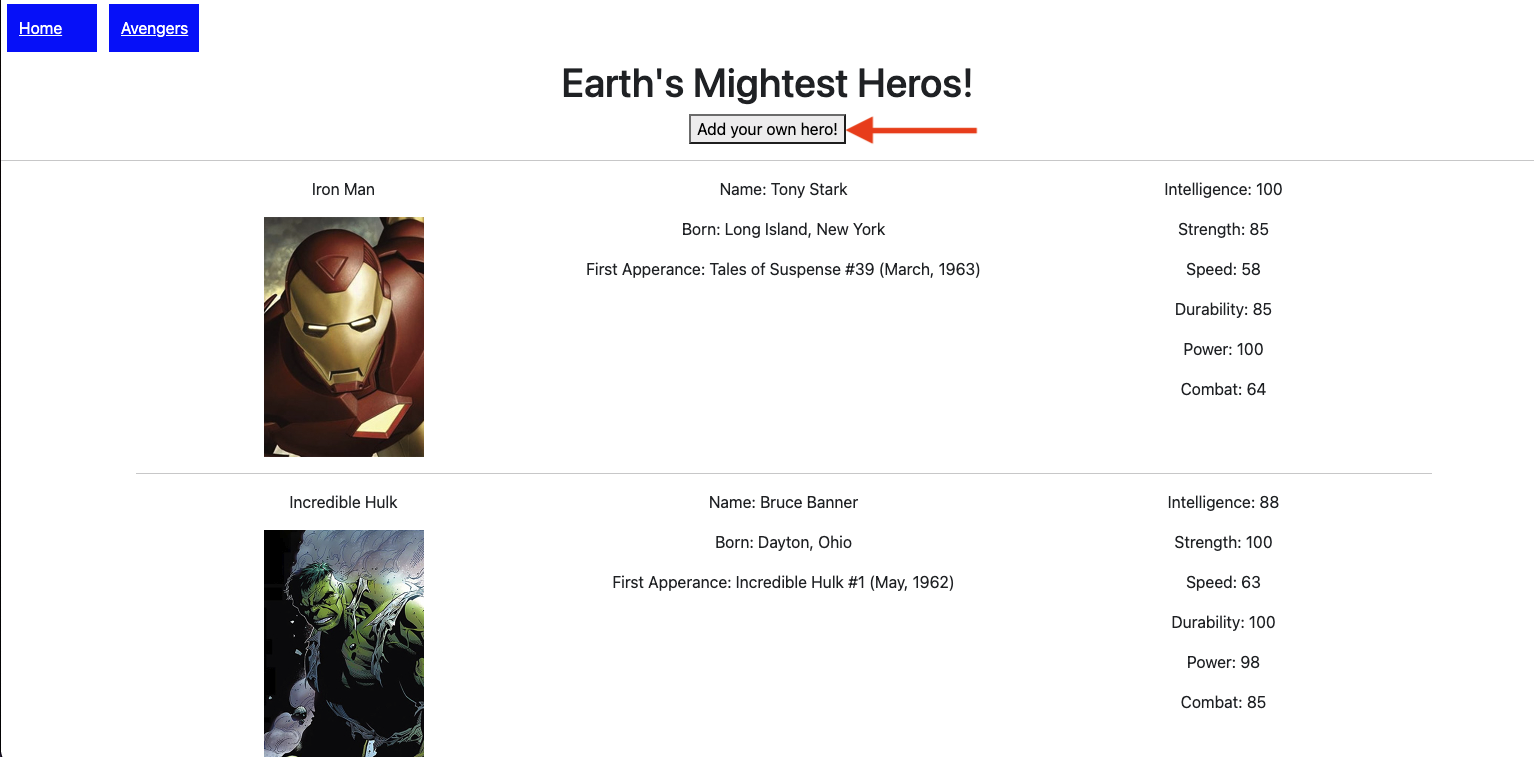 Home
Avengers
Earth's Mightest Heros!
Add your own hero!
Iron Man
Name: Tony Stark
Born: Long Island, New York
First Apperance: Tales of Suspense #39 (March, 1963)
Intelligence: 100
Strength: 85
Speed: 58
Durability: 85
Power: 100
Combat: 64
Incredible Hulk
Name: Bruce Banner
Born: Dayton, Ohio
First Apperance: Incredible Hulk #1 (May, 1962)
Intelligence: 88
Strength: 100
Speed: 63
Durability: 100
Power: 98
Combat: 85